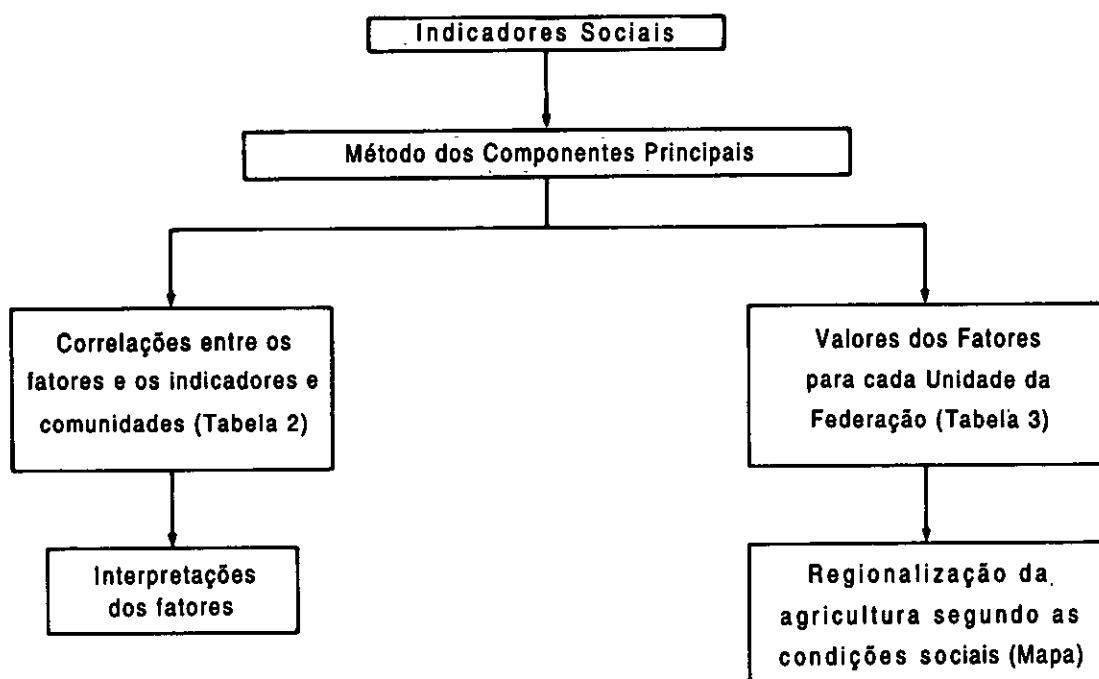 Indicadores Sociais
Método dos Componentes Principais
Correlações entre os
fatores e os indicadores e
comunidades (Tabela 2)
Valores dos Fatores
para cada Unidade da
Federação (Tabela 3)
Interpretações
dos fatores
Regionalização da
agricultura segundo as
condições sociais (Mapa)